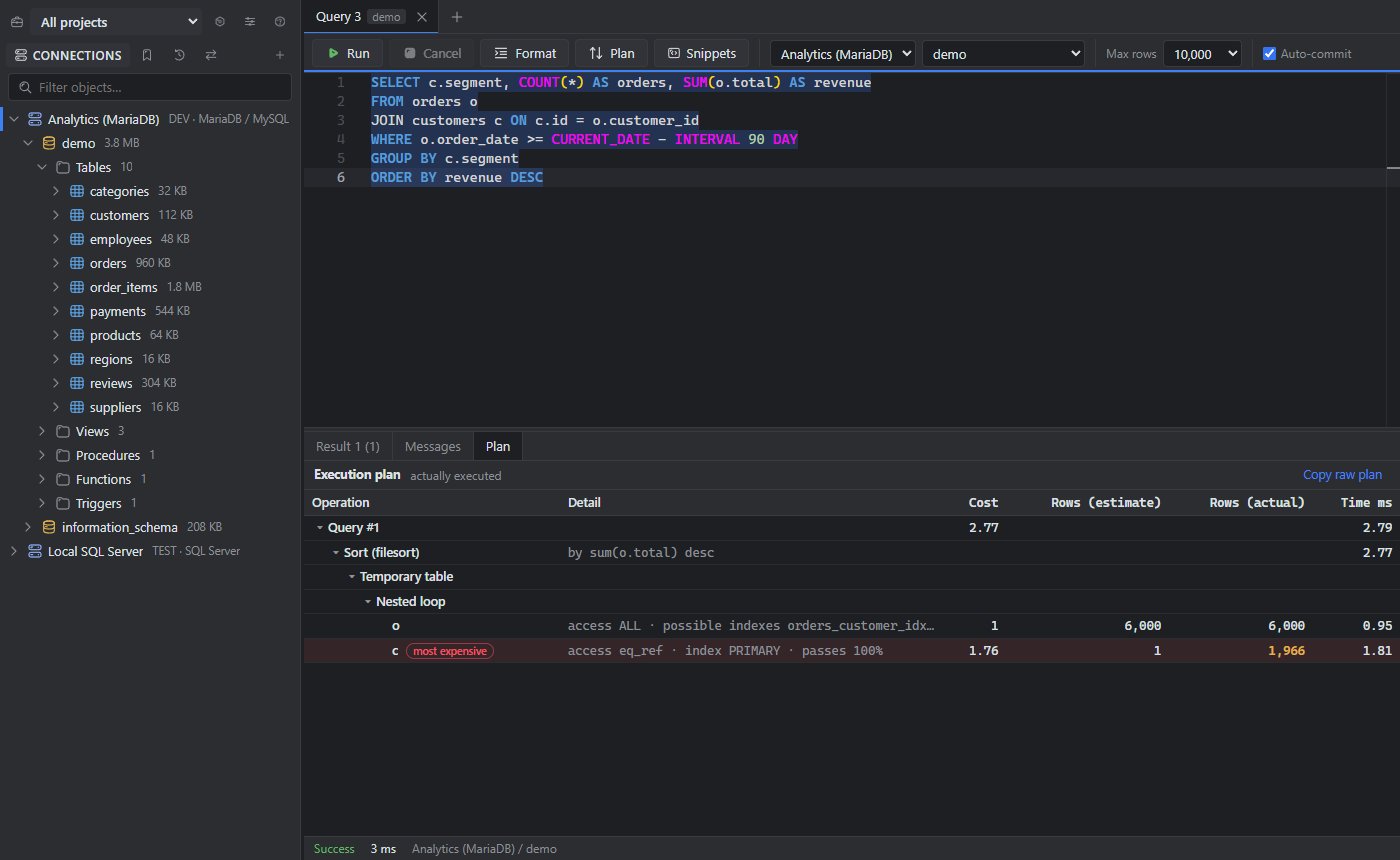 All projects
Query 3 demo
CONNECTIONS
Run Cancel Format Plan Snippets Analytics (MariaDB) demo Max rows 10,000 Auto-commit
Filter objects...
Analytics (MariaDB) DEV · MariaDB / MySQL
demo 3.8 MB
Tables 10
categories 32 KB
customers 112 KB
employees 48 KB
orders 960 KB
order_items 1.8 MB
payments 544 KB
products 64 KB
regions 16 KB
reviews 304 KB
suppliers 16 KB
Views 3
Procedures 1
Functions 1
Triggers 1
information_schema 208 KB
Local SQL Server TEST · SQL Server
1 SELECT c.segment, COUNT(*) AS orders, SUM(o.total) AS revenue
2 FROM orders o
3 JOIN customers c ON c.id = o.customer_id
4 WHERE o.order_date >= CURRENT_DATE - INTERVAL 90 DAY
5 GROUP BY c.segment
6 ORDER BY revenue DESC
Result 1 (1) Messages Plan
Execution plan actually executed Copy raw plan
Operation Detail Cost Rows (estimate) Rows (actual) Time ms
Query #1 2.77 2.79
Sort (filesort) by sum(o.total) desc 2.77
Temporary table
Nested loop
o access ALL · possible indexes orders_customer_idx… 1 6,000 6,000 0.95
c most expensive access eq_ref · index PRIMARY · passes 100% 1.76 1 1,966 1.81
Success 3 ms Analytics (MariaDB) / demo